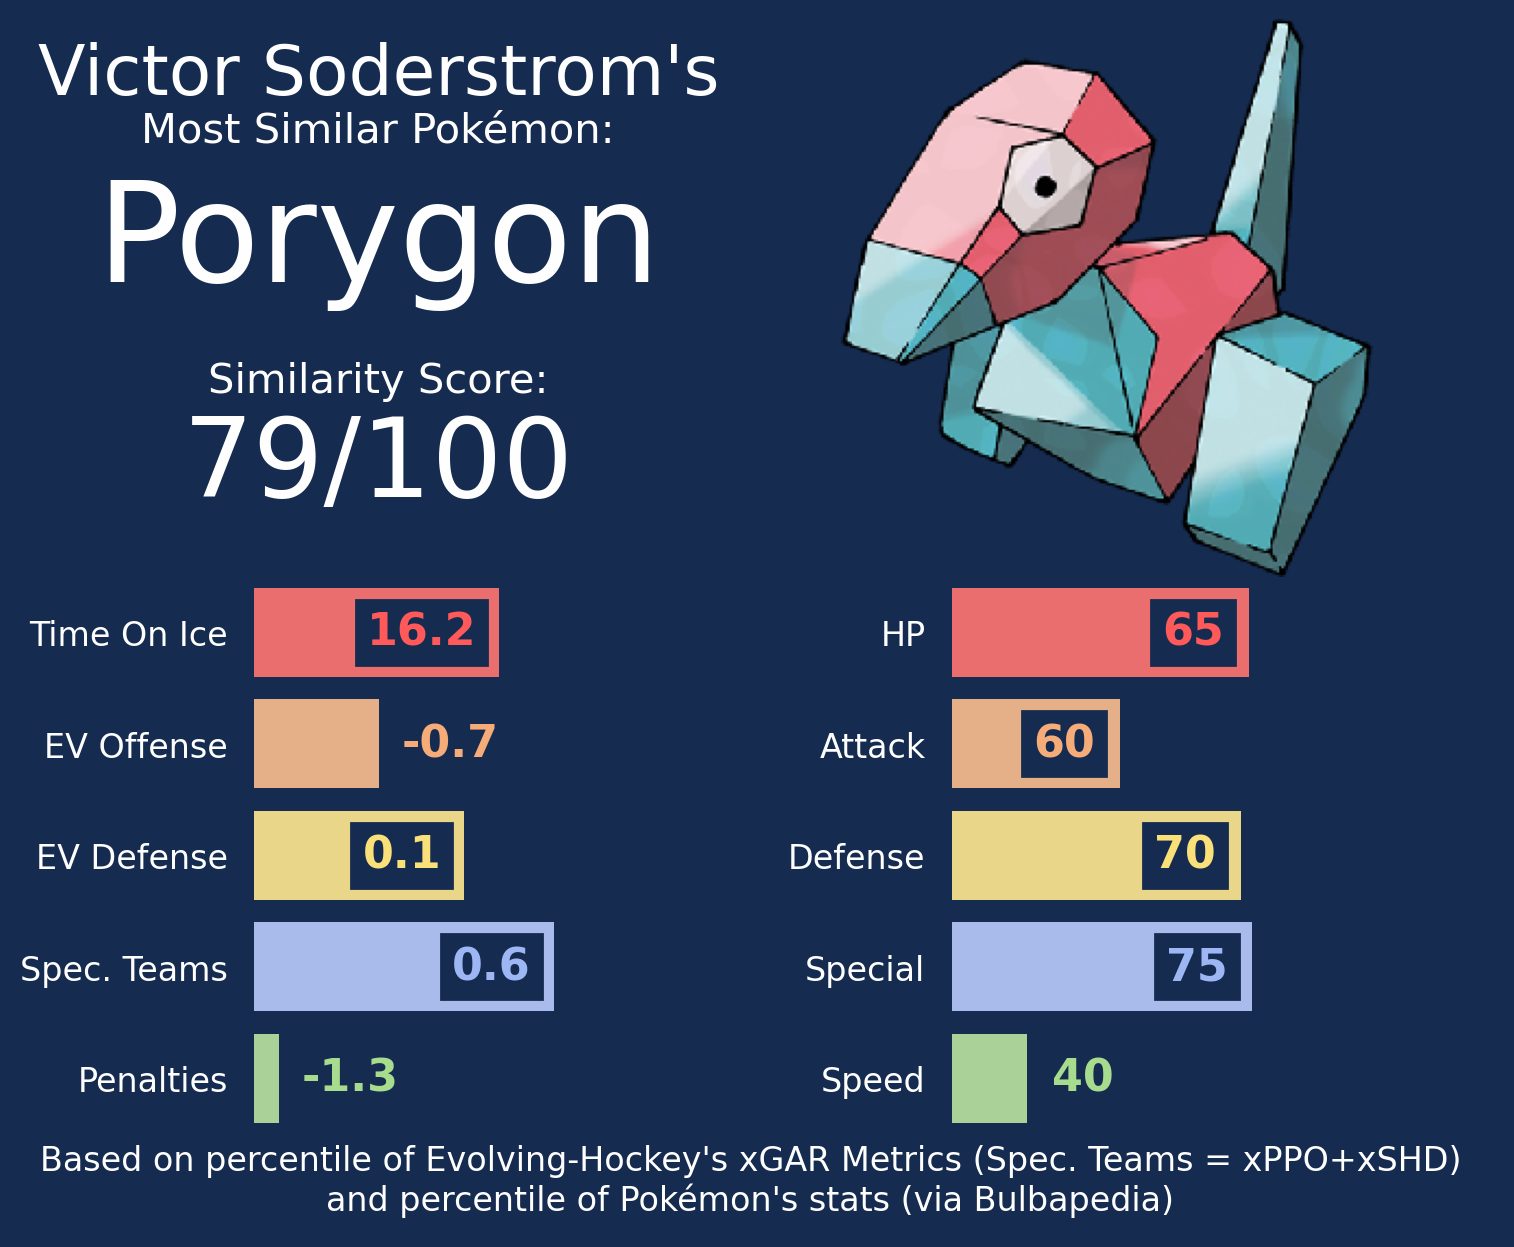 Victor Soderstrom's
Most Similar Pokémon:
Porygon
Similarity Score:
79/100
Time On Ice 16.2
EV Offense -0.7
EV Defense 0.1
Spec. Teams 0.6
Penalties -1.3
HP 65
Attack 60
Defense 70
Special 75
Speed 40
Based on percentile of Evolving-Hockey's xGAR Metrics (Spec. Teams = xPPO+xSHD)
and percentile of Pokémon's stats (via Bulbapedia)